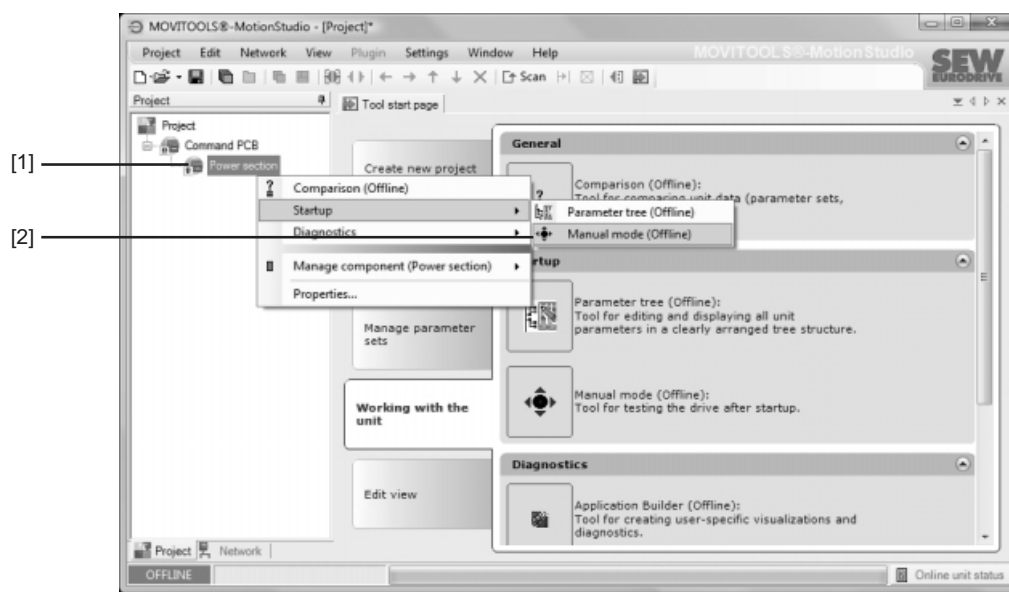 MOVITOOLS®-MotionStudio - [Project]*
Project Edit Network View Plugin Settings Window Help
MOVITOOLS®-MotionStudio
SEW
EURODRIVE
Scan
Project
Tool start page
Project
Command PCB
[1]
Power section
Create new project
General
Comparison (Offline):
Tool for comparing unit data (parameter sets,
Comparison (Offline)
Startup
Diagnostics
Manage component (Power section)
Properties...
Parameter tree (Offline)
[2]
Manual mode (Offline)
Parameter tree (Offline):
Tool for editing and displaying all unit
parameters in a clearly arranged tree structure.
Manage parameter
sets
Manual mode (Offline):
Tool for testing the drive after startup.
Working with the
unit
Diagnostics
Edit view
Application Builder (Offline):
Tool for creating user-specific visualizations and
diagnostics.
Project Network
OFFLINE
Online unit status